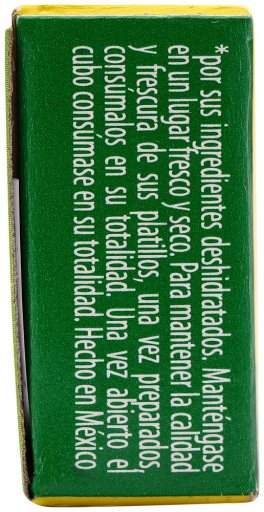 *por sus ingredientes deshidratados. Manténgase
en un lugar fresco y seco. Para mantener la calidad
y frescura de sus platillos, una vez preparados,
consúmalos en su totalidad. Una vez abierto el
cubo consúmase en su totalidad. Hecho en México